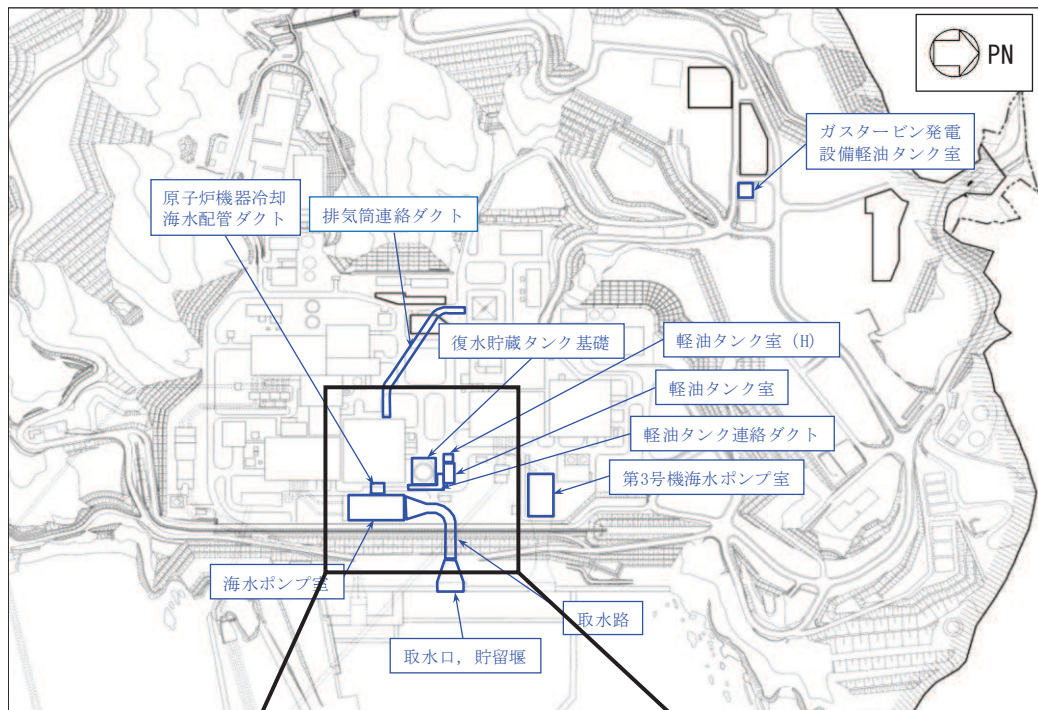 PN
ガスタービン発電
設備軽油タンク室
原子炉機器冷却
海水配管ダクト
排気筒連絡ダクト
復水貯蔵タンク基礎
軽油タンク室(H)
軽油タンク室
軽油タンク連絡ダクト
第3号機海水ポンプ室
海水ポンプ室
取水路
取水口，貯留堰